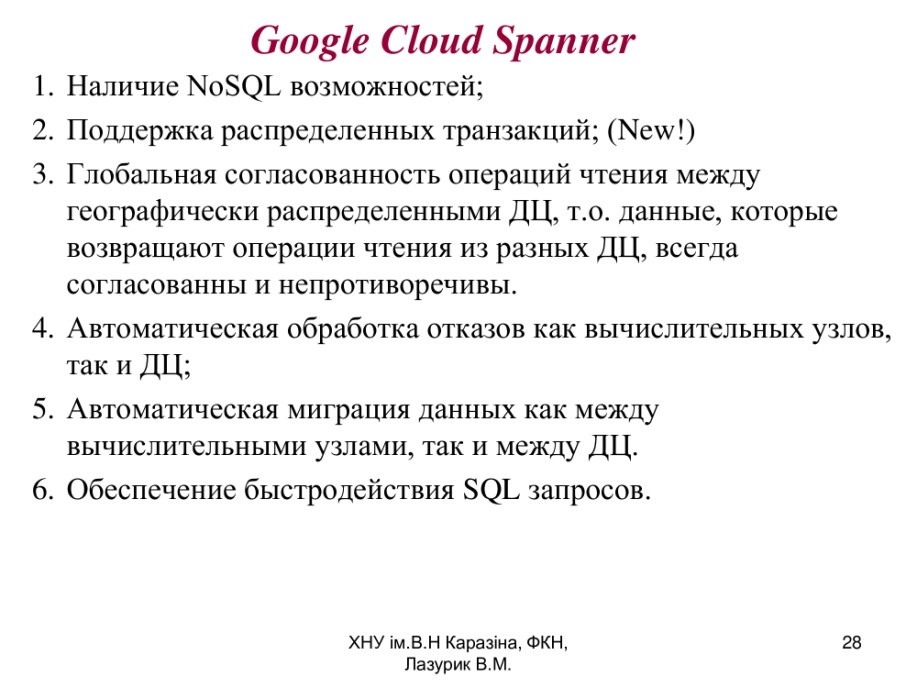 Google Cloud Spanner
1. Наличие NoSQL возможностей;
2. Поддержка распределенных транзакций; (New!)
3. Глобальная согласованность операций чтения между
географически распределенными ДЦ, т.о. данные, которые
возвращают операции чтения из разных ДЦ, всегда
согласованны и непротиворечивы.
4. Автоматическая обработка отказов как вычислительных узлов,
так и ДЦ;
5. Автоматическая миграция данных как между
вычислительными узлами, так и между ДЦ.
6. Обеспечение быстродействия SQL запросов.
ХНУ ім.В.Н Каразіна, ФКН,
Лазурик В.М.
28